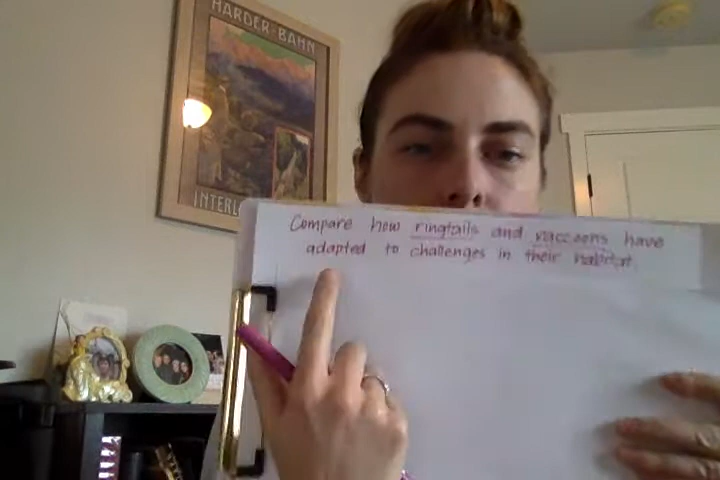 HARDER-BAHN
INTERL
Compare how ringtails and raccoons have
adapted to challenges in their habitat.